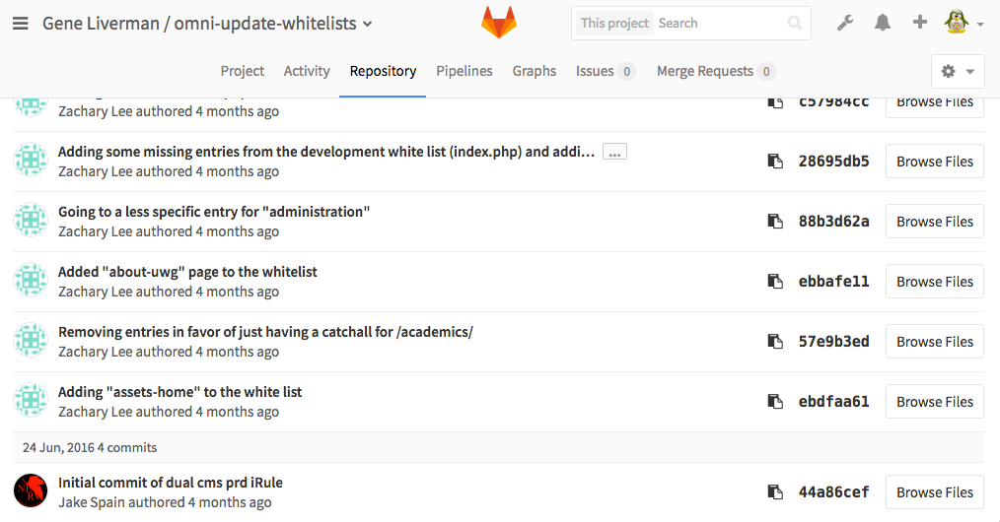 Gene Liverman / omni-update-whitelists
This project Search
Project Activity Repository Pipelines Graphs Issues 0 Merge Requests 0
c57984cc Browse Files
Zachary Lee authored 4 months ago
Adding some missing entries from the development white list (index.php) and addi... ...
28695db5 Browse Files
Zachary Lee authored 4 months ago
Going to a less specific entry for "administration"
88b3d62a Browse Files
Zachary Lee authored 4 months ago
Added "about-uwg" page to the whitelist
ebbafe11 Browse Files
Zachary Lee authored 4 months ago
Removing entries in favor of just having a catchall for /academics/
57e9b3ed Browse Files
Zachary Lee authored 4 months ago
Adding "assets-home" to the white list
ebdfaa61 Browse Files
Zachary Lee authored 4 months ago
24 Jun, 2016 4 commits
Initial commit of dual cms prd iRule
44a86cef Browse Files
Jake Spain authored 4 months ago